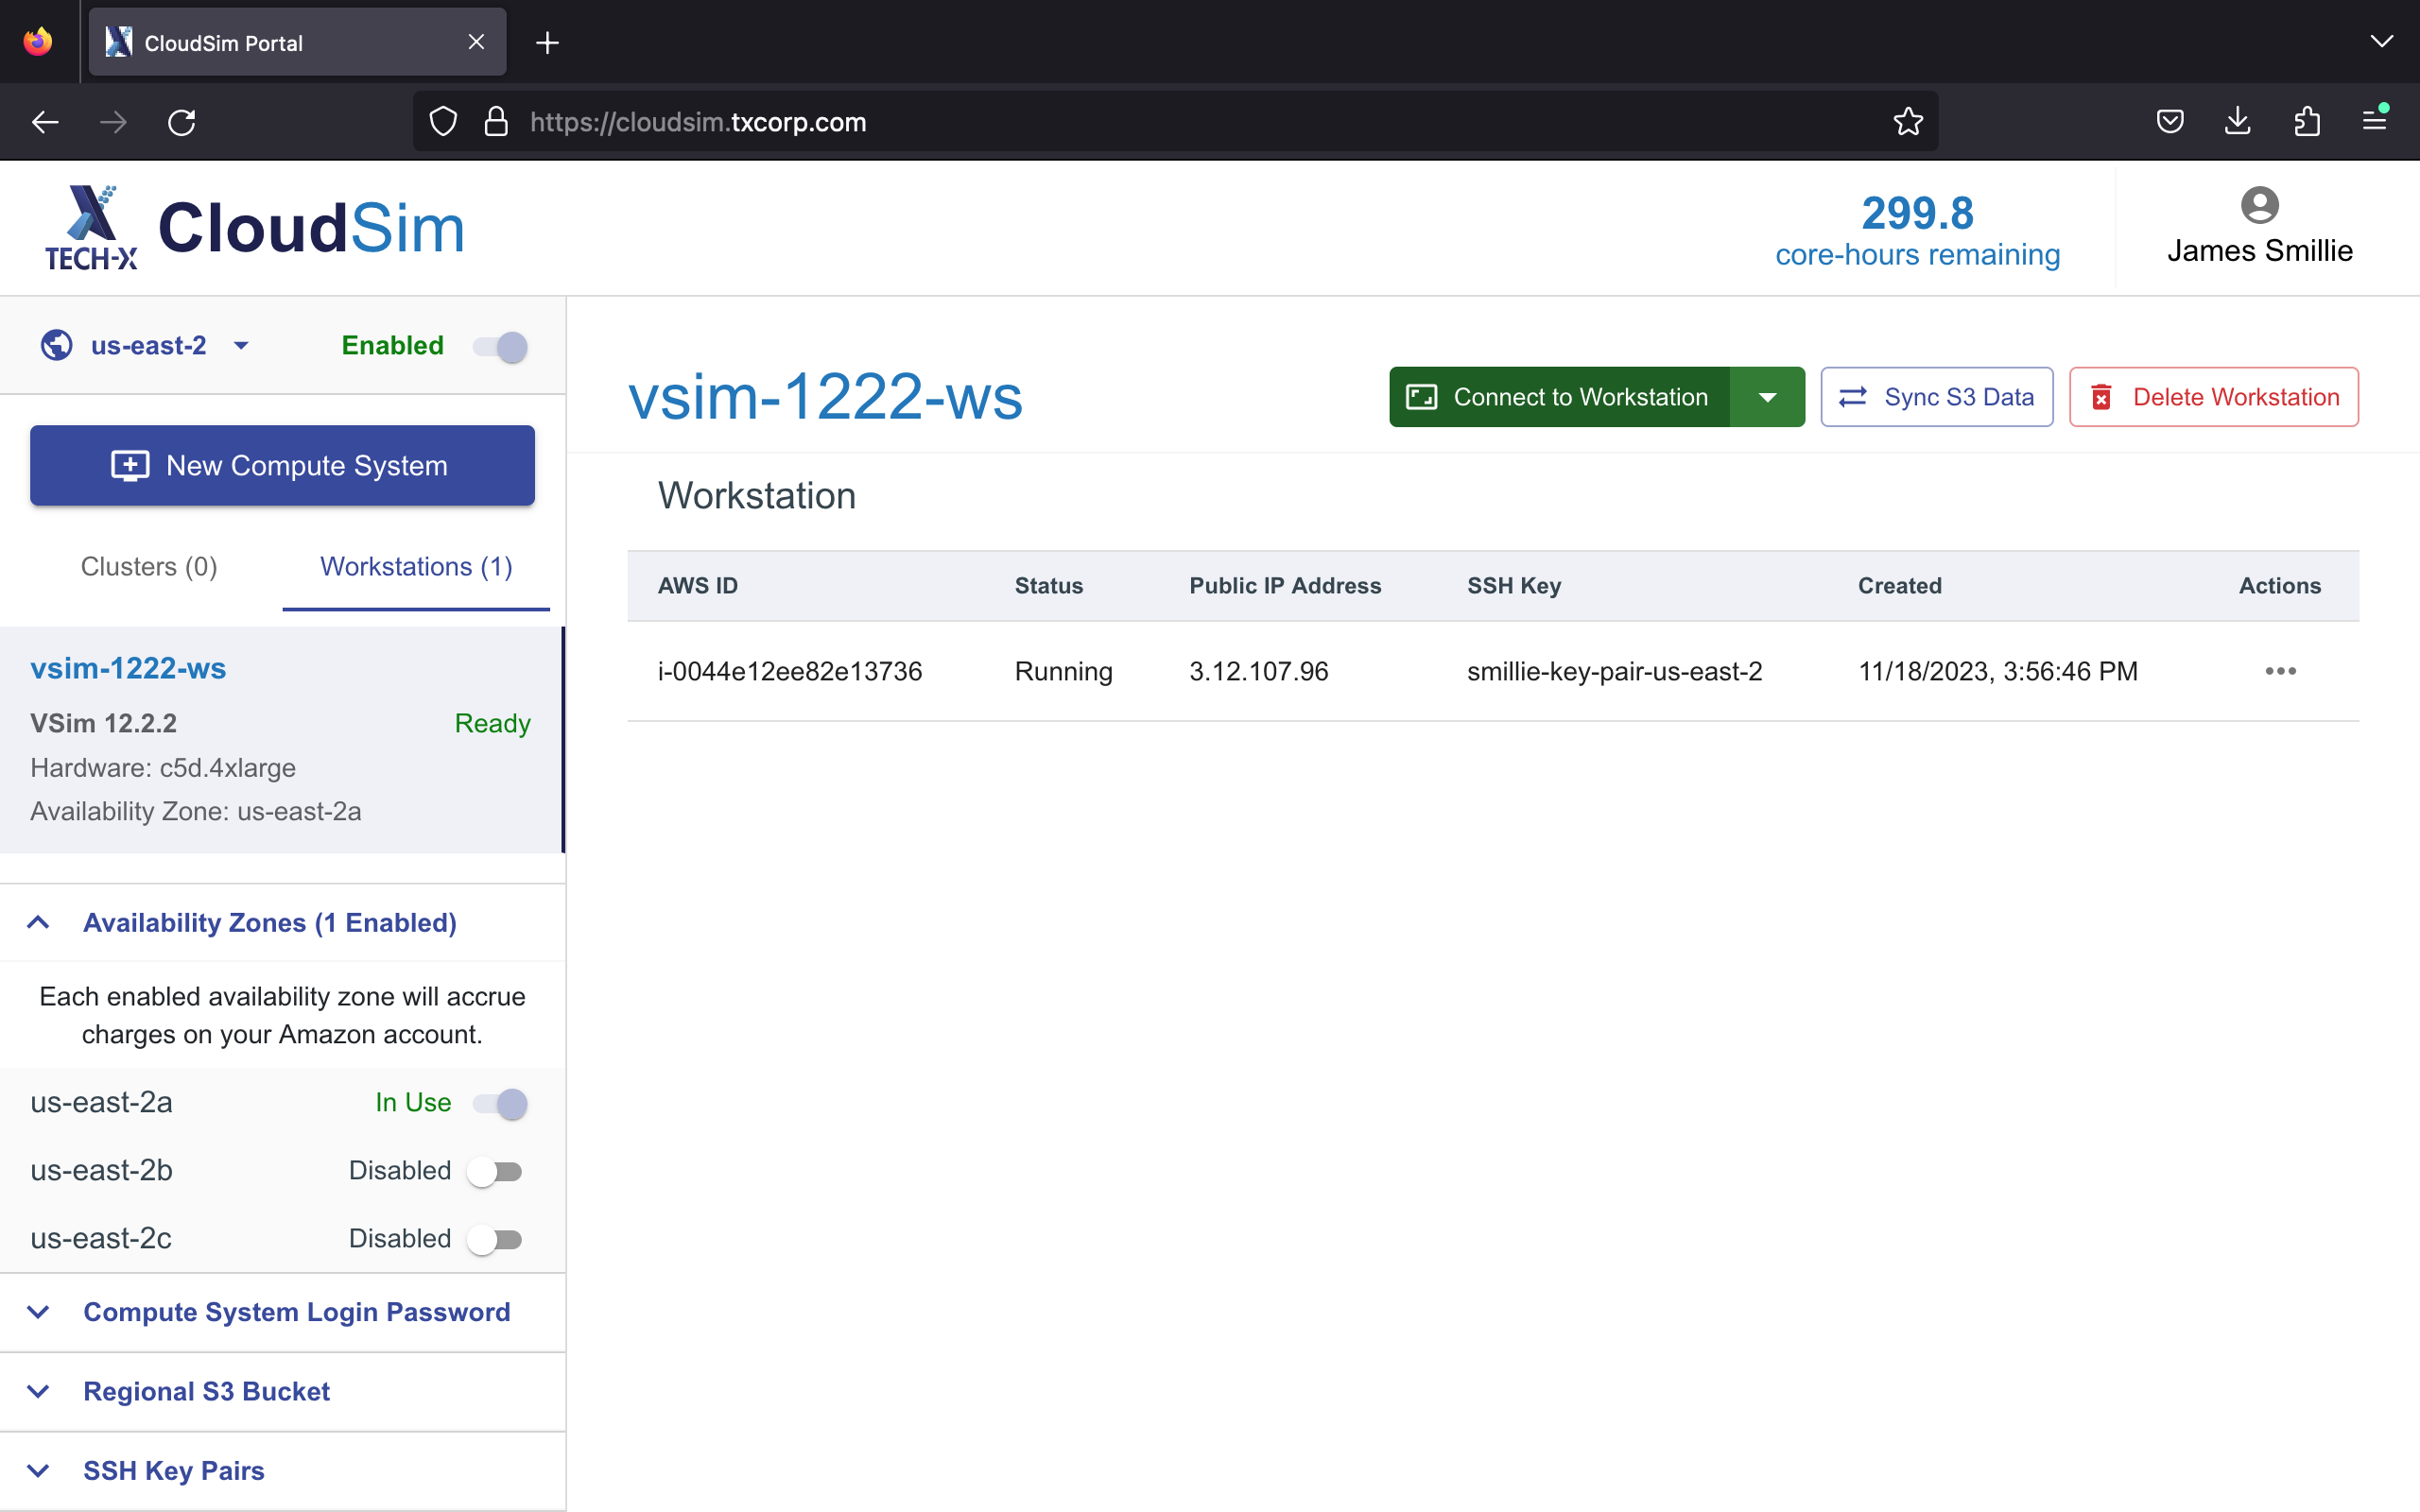 CloudSim Portal
https://cloudsim.txcorp.com
TECH-X
CloudSim
299.8
core-hours remaining
James Smillie
us-east-2
Enabled
New Compute System
Clusters (0)
Workstations (1)
vsim-1222-ws
VSim 12.2.2
Ready
Hardware: c5d.4xlarge
Availability Zone: us-east-2a
Availability Zones (1 Enabled)
Each enabled availability zone will accrue
charges on your Amazon account.
us-east-2a
In Use
us-east-2b
Disabled
us-east-2c
Disabled
Compute System Login Password
Regional S3 Bucket
SSH Key Pairs
vsim-1222-ws
Connect to Workstation
Sync S3 Data
Delete Workstation
Workstation
AWS ID Status Public IP Address SSH Key Created Actions
i-0044e12ee82e13736 Running 3.12.107.96 smillie-key-pair-us-east-2 11/18/2023, 3:56:46 PM